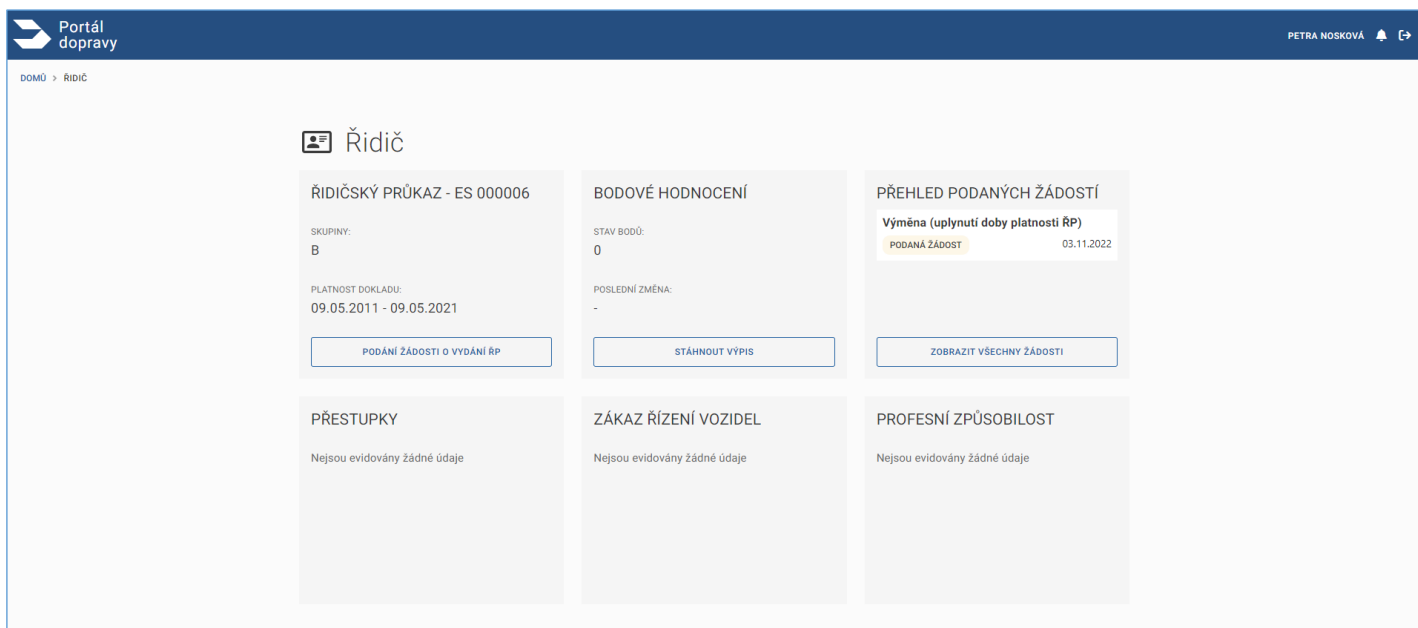 Portál
dopravy
PETRA NOSKOVÁ
DOMŮ > ŘIDIČ
Řidič
ŘIDIČSKÝ PRŮKAZ - ES 000006
SKUPINY:
B
PLATNOST DOKLADU:
09.05.2011 - 09.05.2021
PODÁNÍ ŽÁDOSTI O VYDÁNÍ ŘP
BODOVÉ HODNOCENÍ
STAV BODŮ:
0
POSLEDNÍ ZMĚNA:
-
STÁHNOUT VÝPIS
PŘEHLED PODANÝCH ŽÁDOSTÍ
Výměna (uplynutí doby platnosti ŘP)
PODANÁ ŽÁDOST 03.11.2022
ZOBRAZIT VŠECHNY ŽÁDOSTI
PŘESTUPKY
Nejsou evidovány žádné údaje
ZÁKAZ ŘÍZENÍ VOZIDEL
Nejsou evidovány žádné údaje
PROFESNÍ ZPŮSOBILOST
Nejsou evidovány žádné údaje